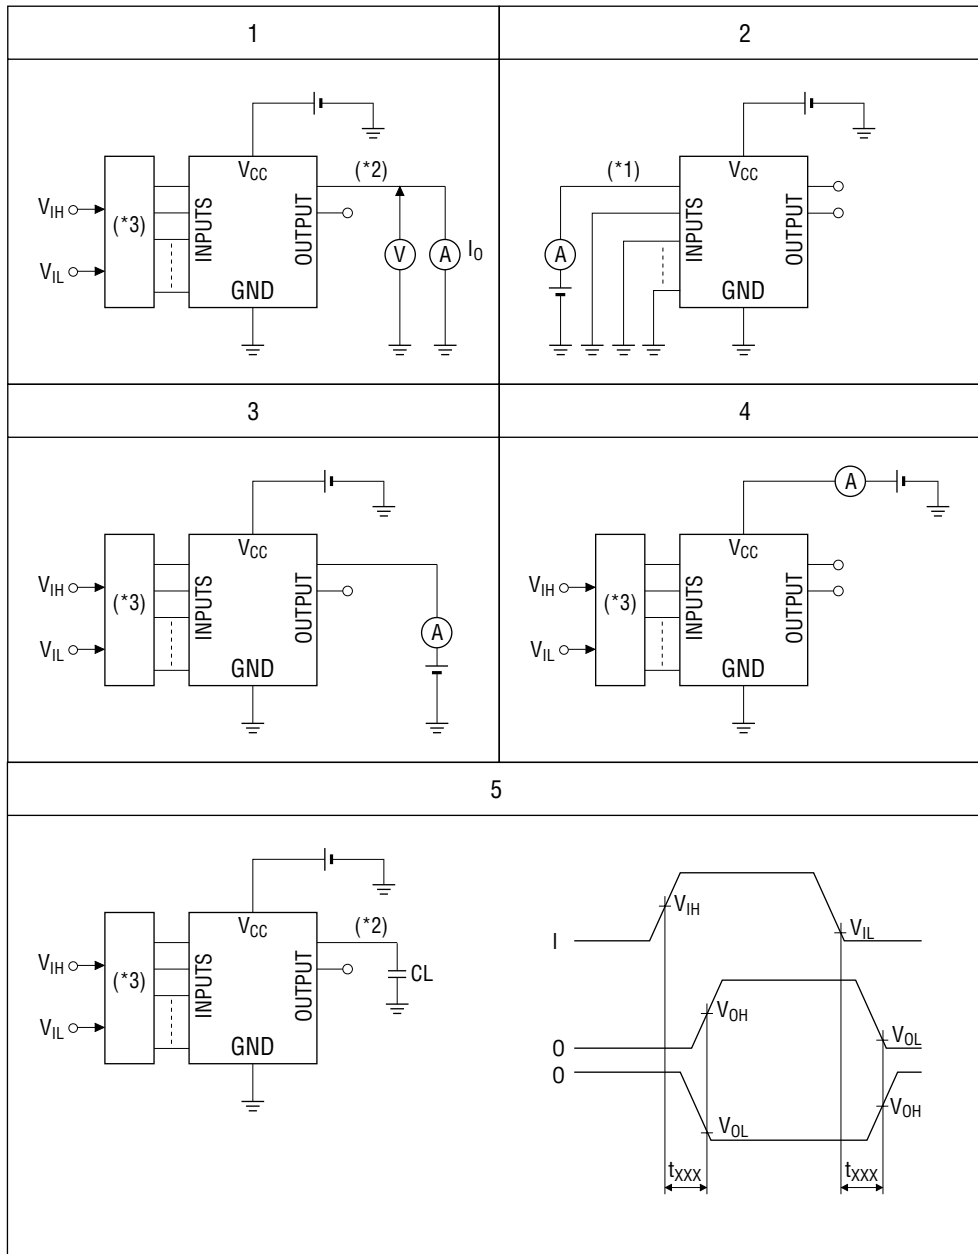 1
2
VCC
(*2)
VIH
(*3)
INPUTS
OUTPUT
V
A
IO
VIL
GND
VCC
(*1)
INPUTS
OUTPUT
A
GND
3
4
VCC
VIH
(*3)
INPUTS
OUTPUT
A
VIL
GND
A
VCC
VIH
(*3)
INPUTS
OUTPUT
VIL
GND
5
VCC
(*2)
VIH
(*3)
INPUTS
OUTPUT
CL
VIL
GND
VIH
I
VIL
VOH
O
VOL
O
VOH
VOL
tXXX
tXXX